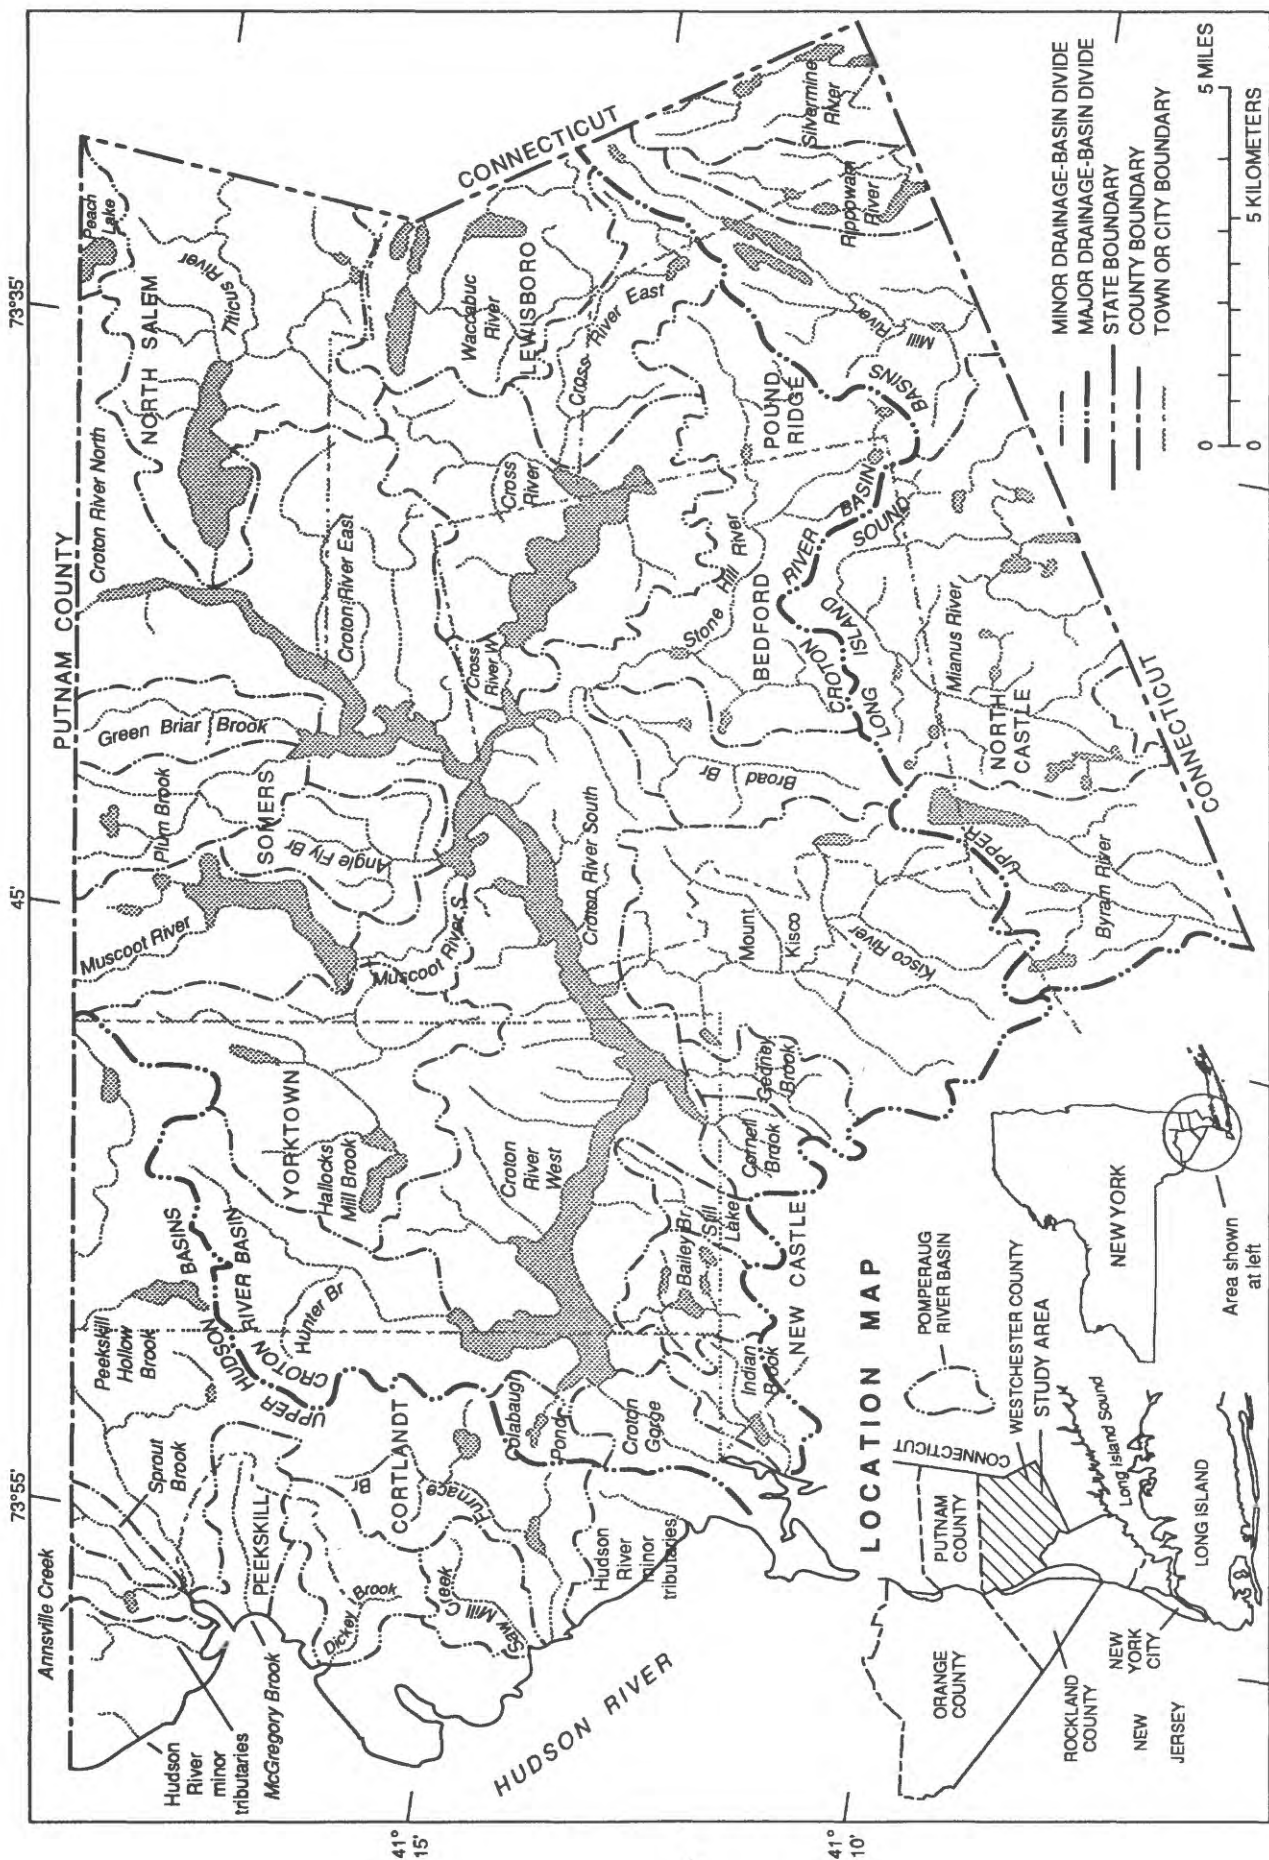 73°55'
45'
73°35'
41°
15'
41°
10'
PUTNAM COUNTY
CONNECTICUT
CONNECTICUT
Annsville Creek
Hudson
River
minor
tributaries
McGregory Brook
Sprout
Brook
Peekskill
Hollow
Brook
PEEKSKILL
Dickey Brook
Saw Mill Creek
Furnace
Br
CORTLANDT
Hudson
River
minor
tributaries
HUDSON RIVER
UPPER HUDSON BASINS
CROTON RIVER BASIN
Hunter Br
Colabaugh
Pond
Croton
Gorge
YORKTOWN
Hallocks
Mill Brook
Croton
River
West
Indian
Brook
Bailey Br
Still
Lake
NEW CASTLE
Cornell
Brook
Gedney
Brook
Muscoot River
Muscoot River S.
SOMERS
Plum Brook
Angle Fly Br
Green Briar Brook
Croton River South
Mount
Kisco
Kisco River
Broad
Br
Byram River
UPPER
LONG ISLAND SOUND BASINS
CROTON RIVER BASIN
NORTH
CASTLE
Mianus River
BEDFORD
Stone Hill River
Cross
River W
Croton River East
Cross
River
Croton River North
NORTH SALEM
Titicus River
Peach
Lake
Waccabuc
River
LEWISBORO
Cross River East
POUND
RIDGE
Mill River
Rippowam
River
Silvermine
River
MINOR DRAINAGE-BASIN DIVIDE
MAJOR DRAINAGE-BASIN DIVIDE
STATE BOUNDARY
COUNTY BOUNDARY
TOWN OR CITY BOUNDARY
0 5 MILES
0 5 KILOMETERS
LOCATION MAP
POMPERAUG
RIVER BASIN
WESTCHESTER COUNTY
STUDY AREA
CONNECTICUT
PUTNAM
COUNTY
ORANGE
COUNTY
ROCKLAND
COUNTY
NEW
JERSEY
NEW
YORK
CITY
Long Island Sound
LONG ISLAND
NEW YORK
Area shown
at left